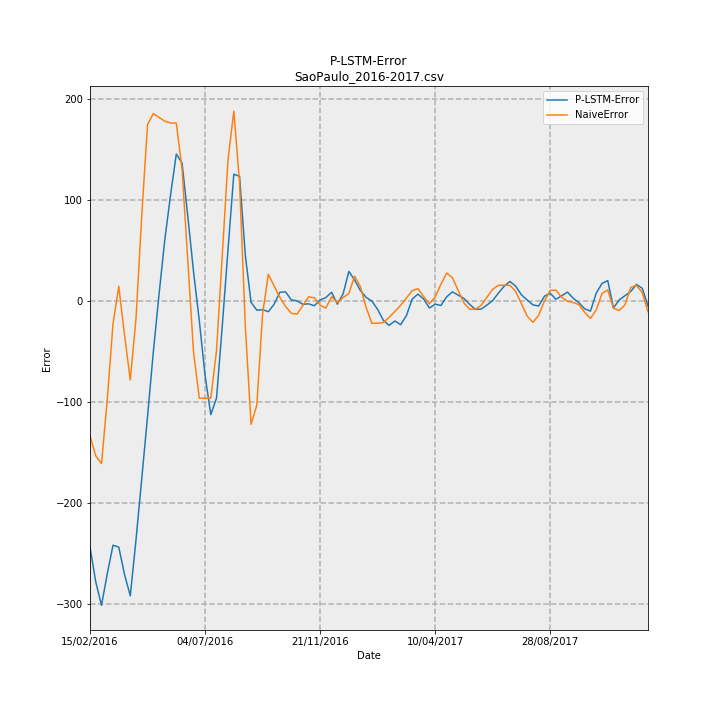 P-LSTM-Error
SaoPaulo_2016-2017.csv
P-LSTM-Error
NaiveError
200
100
0
−100
−200
−300
Error
15/02/2016
04/07/2016
21/11/2016
10/04/2017
28/08/2017
Date